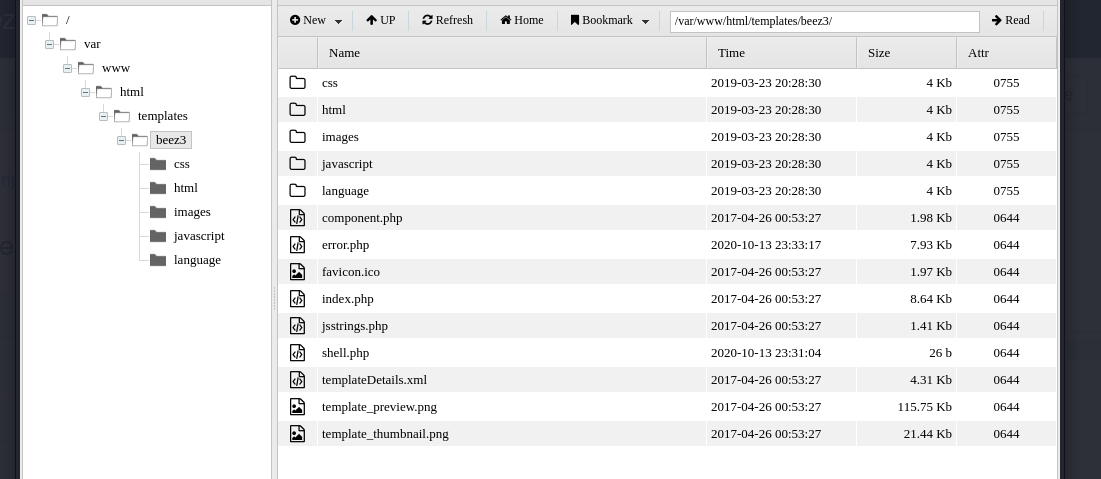 New UP Refresh Home Bookmark /var/www/html/templates/beez3/ Read
/
var
www
html
templates
beez3
css
html
images
javascript
language
Name Time Size Attr
css 2019-03-23 20:28:30 4 Kb 0755
html 2019-03-23 20:28:30 4 Kb 0755
images 2019-03-23 20:28:30 4 Kb 0755
javascript 2019-03-23 20:28:30 4 Kb 0755
language 2019-03-23 20:28:30 4 Kb 0755
component.php 2017-04-26 00:53:27 1.98 Kb 0644
error.php 2020-10-13 23:33:17 7.93 Kb 0644
favicon.ico 2017-04-26 00:53:27 1.97 Kb 0644
index.php 2017-04-26 00:53:27 8.64 Kb 0644
jsstrings.php 2017-04-26 00:53:27 1.41 Kb 0644
shell.php 2020-10-13 23:31:04 26 b 0644
templateDetails.xml 2017-04-26 00:53:27 4.31 Kb 0644
template_preview.png 2017-04-26 00:53:27 115.75 Kb 0644
template_thumbnail.png 2017-04-26 00:53:27 21.44 Kb 0644